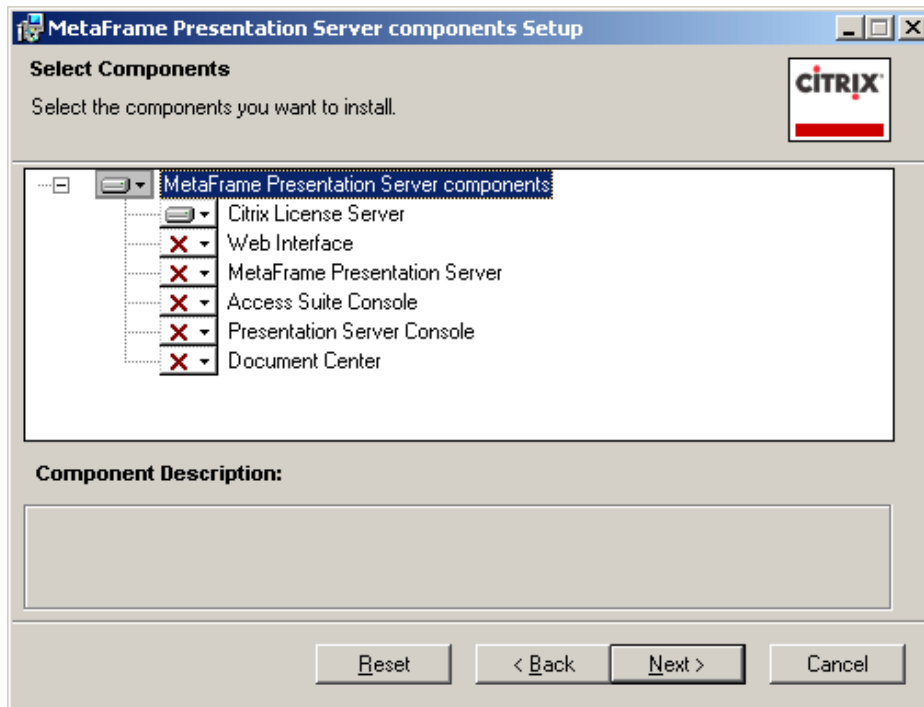 MetaFrame Presentation Server components Setup
Select Components
Select the components you want to install.
CITRIX
MetaFrame Presentation Server components
Citrix License Server
Web Interface
MetaFrame Presentation Server
Access Suite Console
Presentation Server Console
Document Center
Component Description:
Reset < Back Next > Cancel